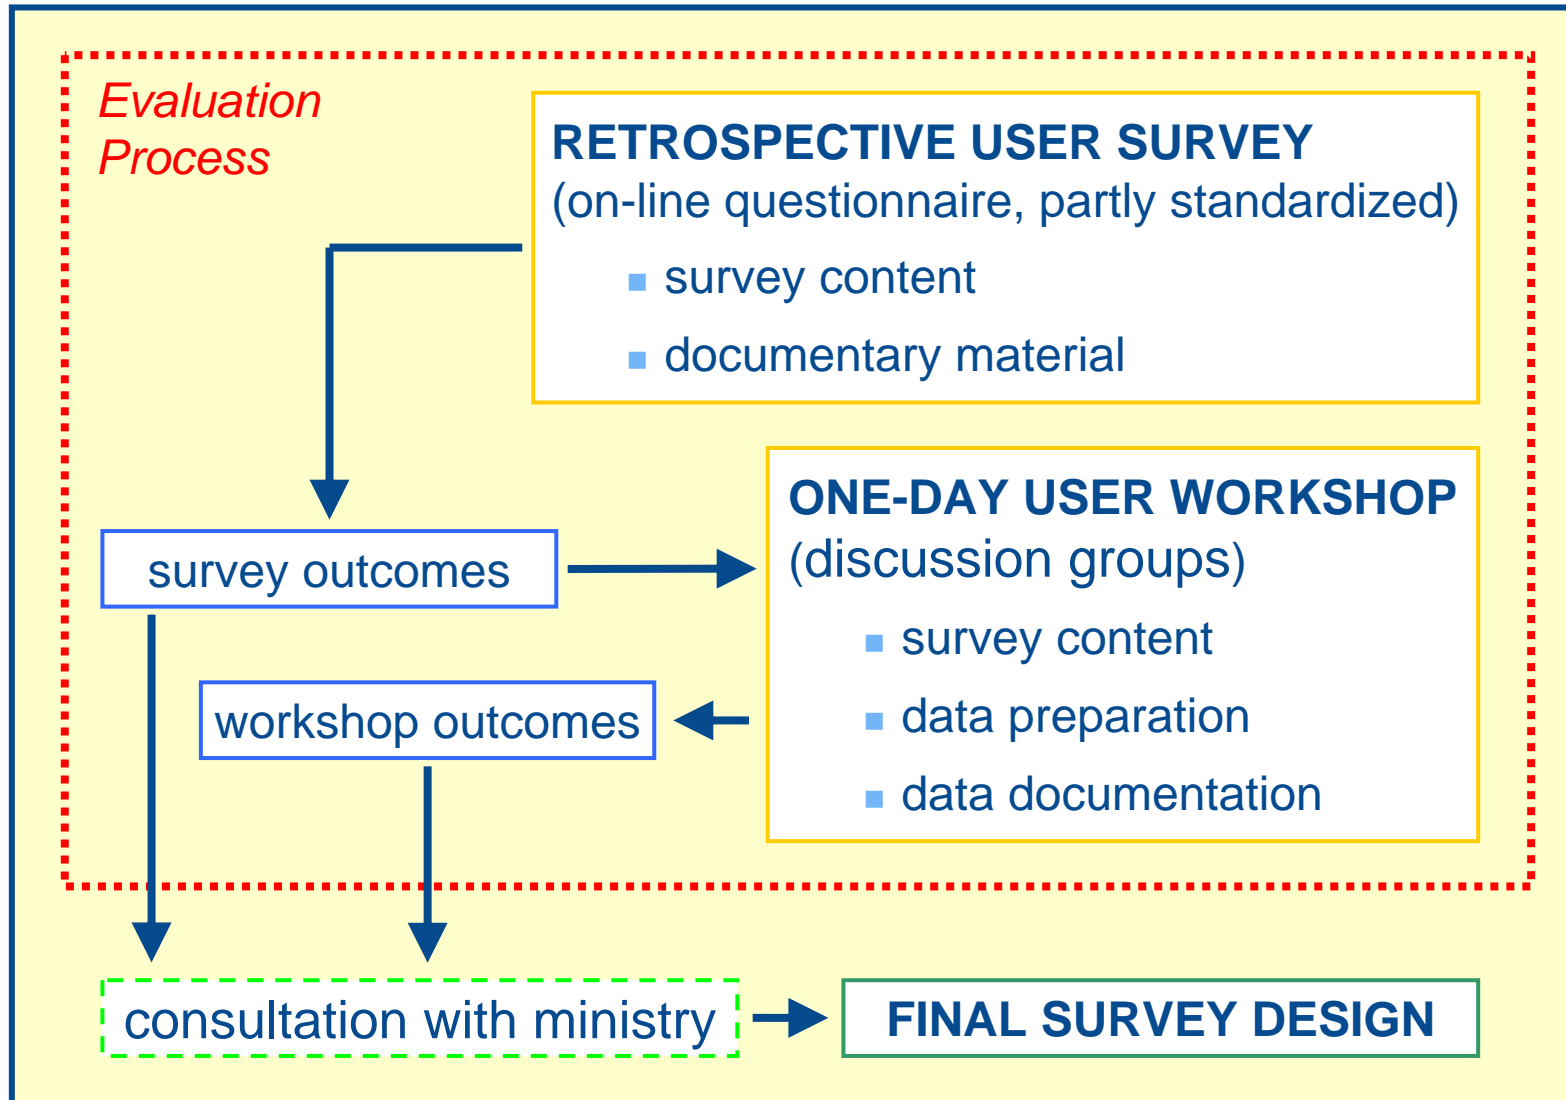 Evaluation
Process
RETROSPECTIVE USER SURVEY
(on-line questionnaire, partly standardized)
survey content
documentary material
ONE-DAY USER WORKSHOP
(discussion groups)
survey content
data preparation
data documentation
survey outcomes
workshop outcomes
consultation with ministry
FINAL SURVEY DESIGN